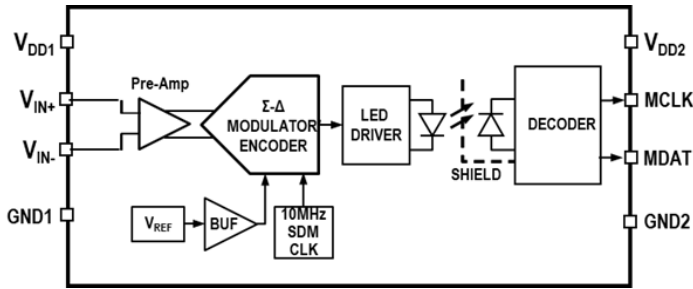 VDD1
VDD2
Pre-Amp
VIN+
VIN-
Σ-Δ
MODULATOR
ENCODER
LED
DRIVER
SHIELD
DECODER
MCLK
MDAT
GND1
GND2
VREF
BUF
10MHz
SDM
CLK